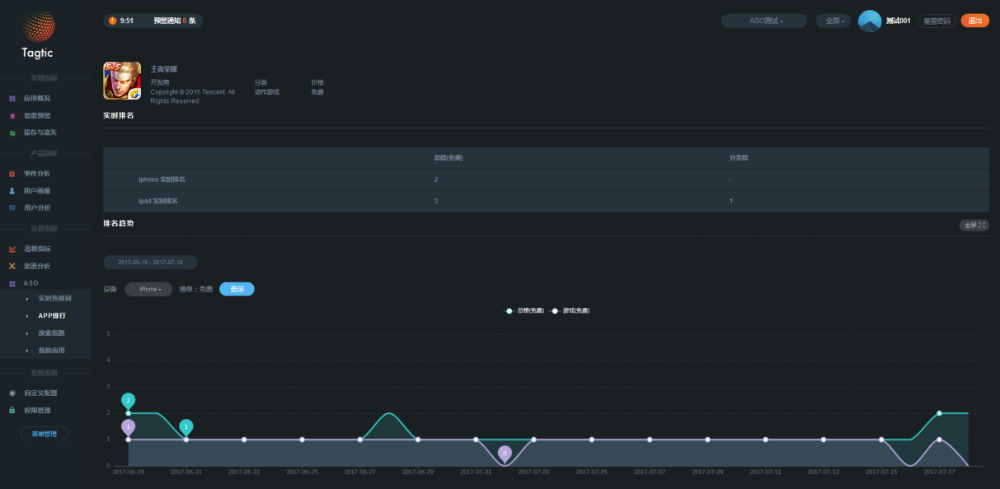 Tagtic
9:51 预警通知 0 条
ASO测试
全部
测试001
重置密码
退出
常规指标
应用概况
智能预警
留存与流失
产品指标
事件分析
用户画像
用户分析
运营指标
高级指标
渠道分析
ASO
实时热搜词
APP排行
搜索指数
我的应用
系统设置
自定义配置
权限管理
菜单管理
5V5
王者荣耀
开发商 分类 价格
Copyright © 2015 Tencent. All 动作游戏 免费
Rights Reserved
实时排名
总榜(免费) 分类榜
iphone 实时排名 2 -
ipad 实时排名 3 1
排名趋势
全屏
2017-06-19 - 2017-07-18
设备 iPhone 榜单：免费 查询
总榜(免费) 游戏(免费)
5
4
3
2
1
0
2
1
1
0
2017-06-19 2017-06-21 2017-06-23 2017-06-25 2017-06-27 2017-06-29 2017-07-01 2017-07-03 2017-07-05 2017-07-07 2017-07-09 2017-07-11 2017-07-13 2017-07-15 2017-07-17